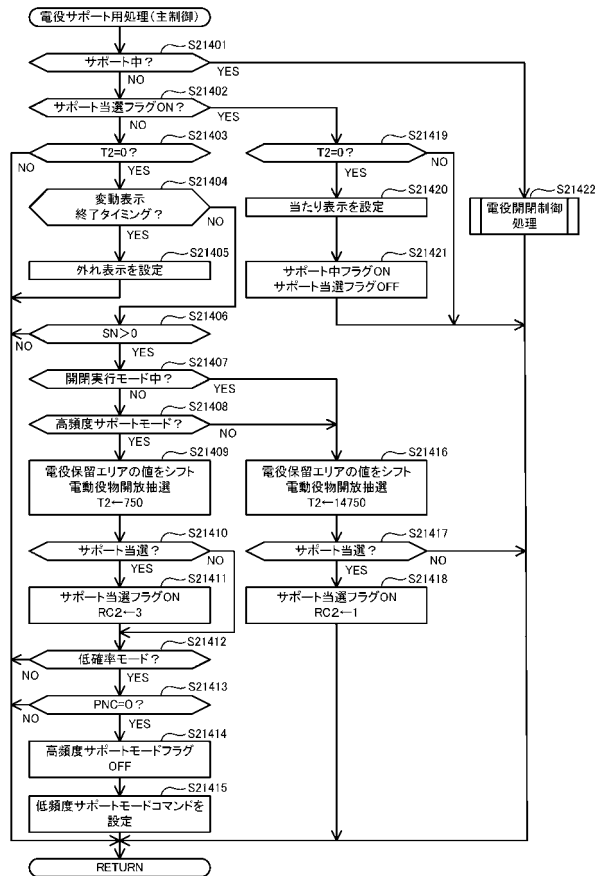 電役サポート用処理(主制御)
S21401
サポート中?
YES
NO
S21402
サポート当選フラグON?
YES
NO
S21403
T2=0?
NO
YES
S21404
変動表示
終了タイミング?
NO
YES
S21405
外れ表示を設定
S21419
T2=0?
NO
YES
S21420
当たり表示を設定
S21421
サポート中フラグON
サポート当選フラグOFF
S21422
電役開閉制御
処理
S21406
SN>0
NO
YES
S21407
開閉実行モード中?
YES
NO
S21408
高頻度サポートモード?
NO
YES
S21409
電役保留エリアの値をシフト
電動役物開放抽選
T2←750
S21410
サポート当選?
NO
YES
S21411
サポート当選フラグON
RC2←3
S21416
電役保留エリアの値をシフト
電動役物開放抽選
T2←14750
S21417
サポート当選?
NO
YES
S21418
サポート当選フラグON
RC2←1
S21412
低確率モード?
NO
YES
S21413
PNC=0?
NO
YES
S21414
高頻度サポートモードフラグ
OFF
S21415
低頻度サポートモードコマンドを
設定
RETURN